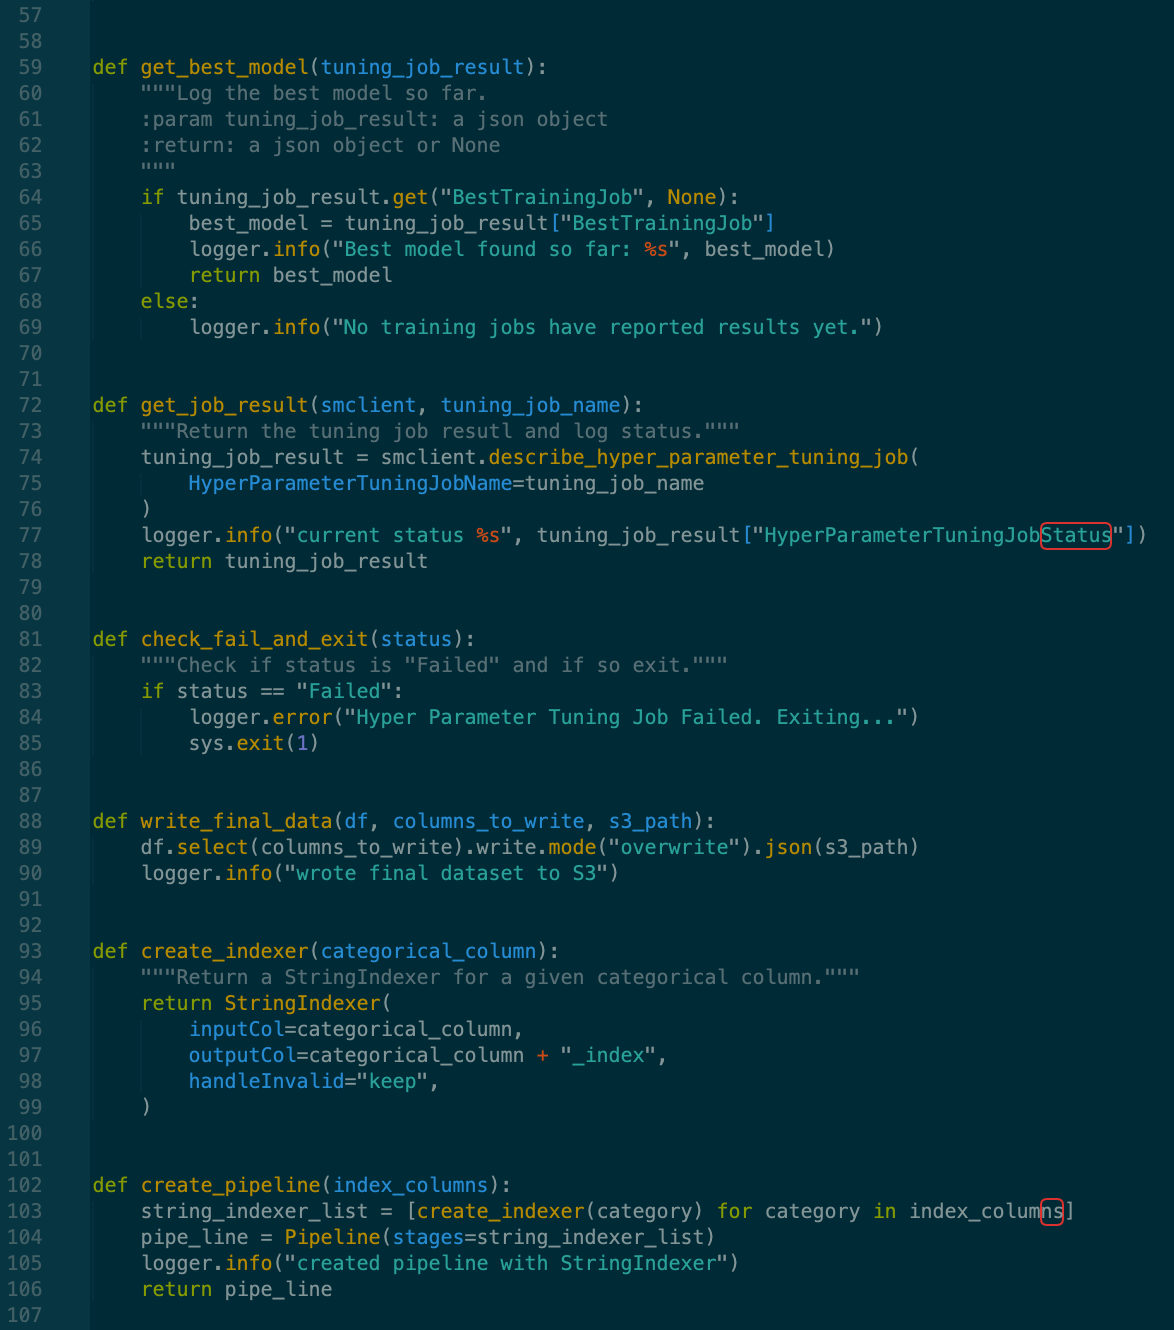 57
58
59 def get_best_model(tuning_job_result):
60     """Log the best model so far.
61     :param tuning_job_result: a json object
62     :return: a json object or None
63     """
64     if tuning_job_result.get("BestTrainingJob", None):
65         best_model = tuning_job_result["BestTrainingJob"]
66         logger.info("Best model found so far: %s", best_model)
67         return best_model
68     else:
69         logger.info("No training jobs have reported results yet.")
70
71
72 def get_job_result(smclient, tuning_job_name):
73     """Return the tuning job resutl and log status."""
74     tuning_job_result = smclient.describe_hyper_parameter_tuning_job(
75         HyperParameterTuningJobName=tuning_job_name
76     )
77     logger.info("current status %s", tuning_job_result["HyperParameterTuningJobStatus"])
78     return tuning_job_result
79
80
81 def check_fail_and_exit(status):
82     """Check if status is "Failed" and if so exit."""
83     if status == "Failed":
84         logger.error("Hyper Parameter Tuning Job Failed. Exiting...")
85         sys.exit(1)
86
87
88 def write_final_data(df, columns_to_write, s3_path):
89     df.select(columns_to_write).write.mode("overwrite").json(s3_path)
90     logger.info("wrote final dataset to S3")
91
92
93 def create_indexer(categorical_column):
94     """Return a StringIndexer for a given categorical column."""
95     return StringIndexer(
96         inputCol=categorical_column,
97         outputCol=categorical_column + "_index",
98         handleInvalid="keep",
99     )
100
101
102 def create_pipeline(index_columns):
103     string_indexer_list = [create_indexer(category) for category in index_columns]
104     pipe_line = Pipeline(stages=string_indexer_list)
105     logger.info("created pipeline with StringIndexer")
106     return pipe_line
107